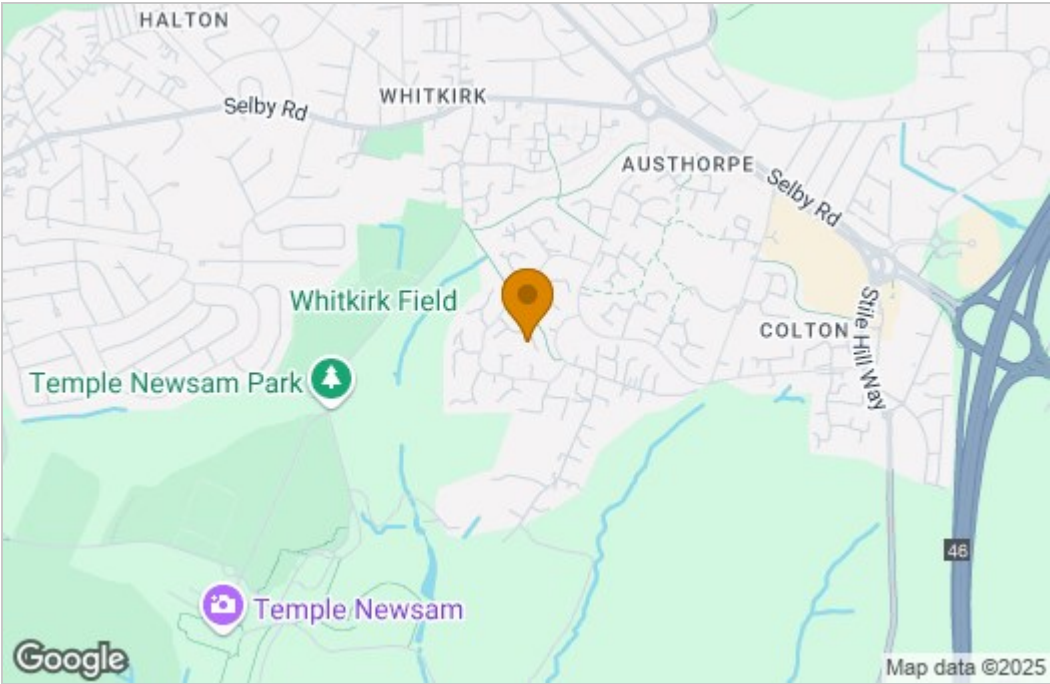 HALTON
Selby Rd
WHITKIRK
AUSTHORPE
Selby Rd
Whitkirk Field
COLTON
Stile Hill Way
Temple Newsam Park
46
Temple Newsam
Google
Map data ©2025